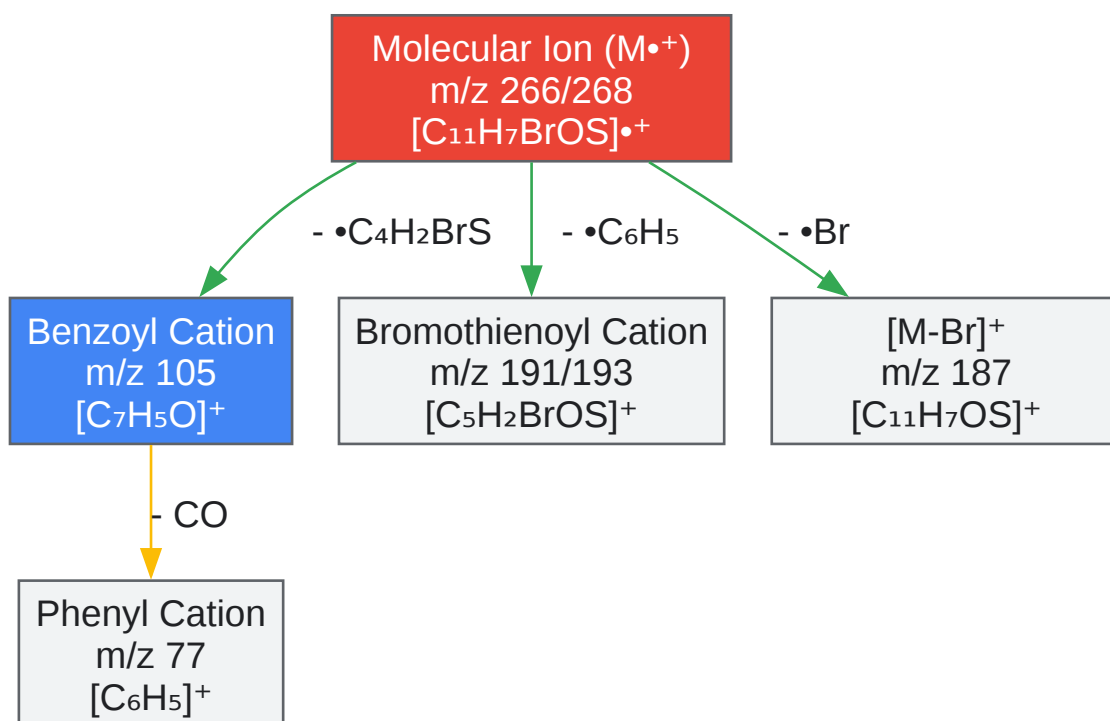 Molecular Ion (M•⁺)
m/z 266/268
[C₁₁H₇BrOS]•⁺
- •C₄H₂BrS
- •C₆H₅
- •Br
Benzoyl Cation
m/z 105
[C₇H₅O]⁺
Bromothienoyl Cation
m/z 191/193
[C₅H₂BrOS]⁺
[M-Br]⁺
m/z 187
[C₁₁H₇OS]⁺
- CO
Phenyl Cation
m/z 77
[C₆H₅]⁺